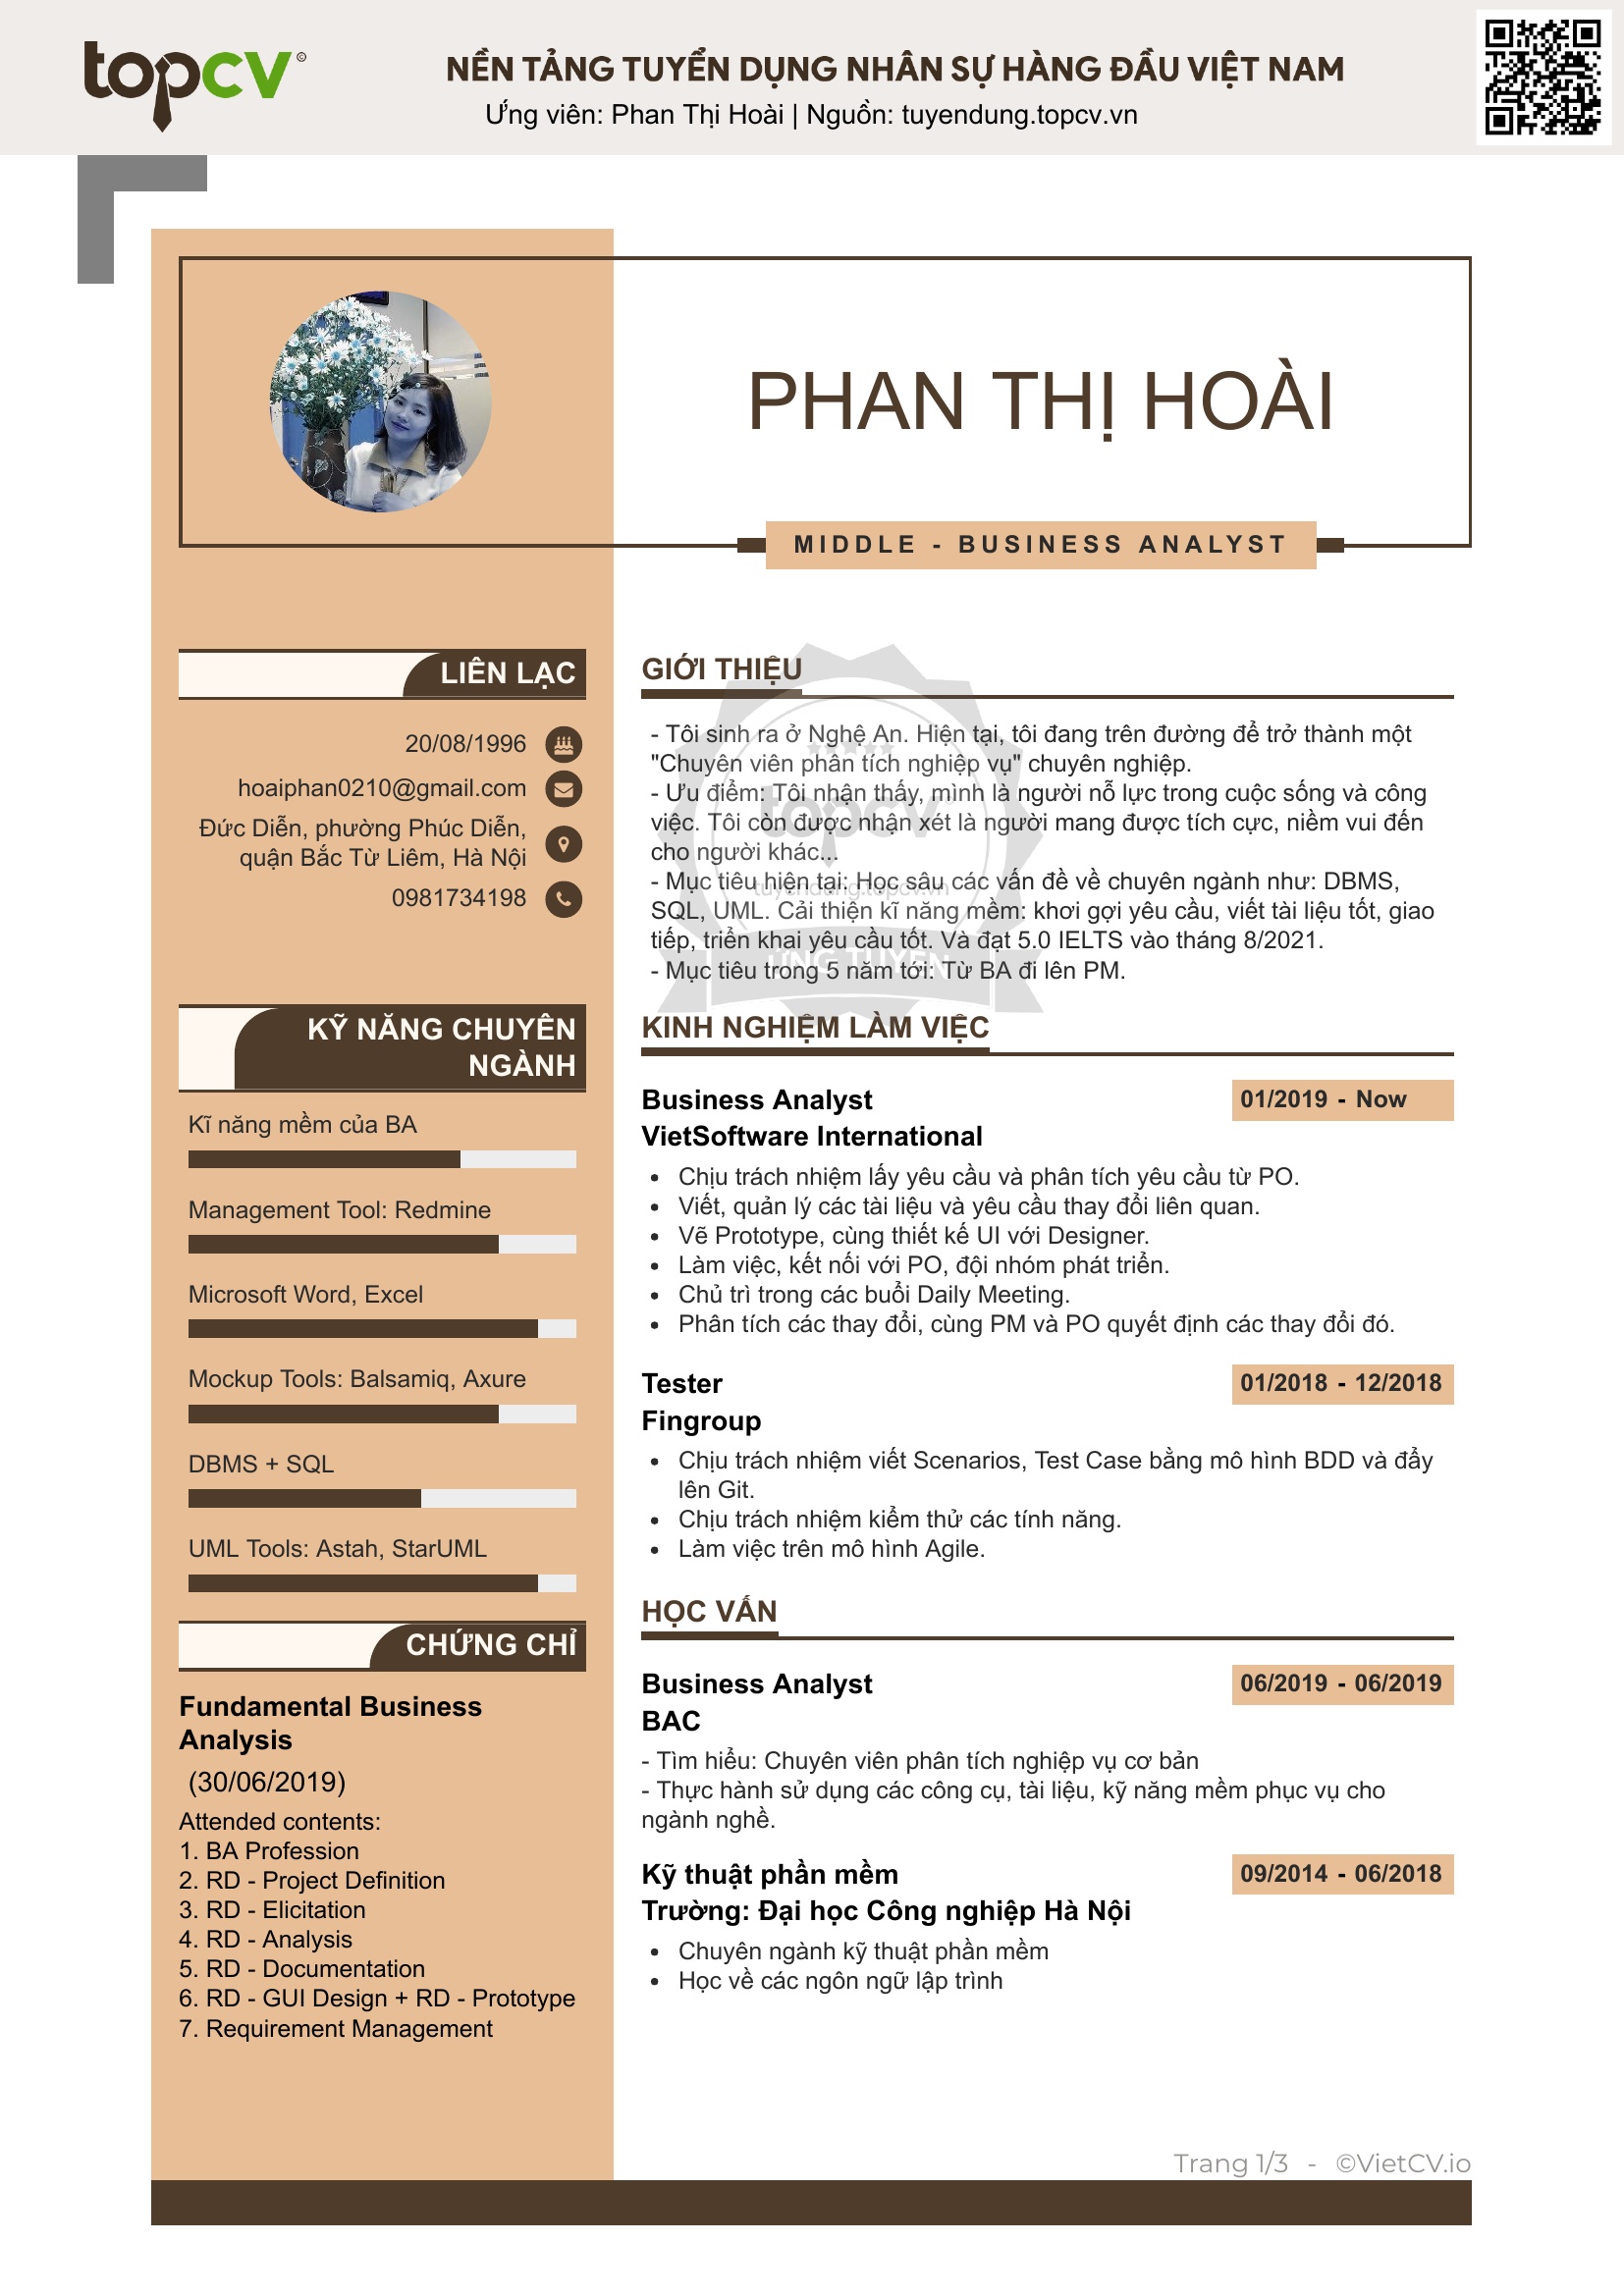 topcv ©
NỀN TẢNG TUYỂN DỤNG NHÂN SỰ HÀNG ĐẦU VIỆT NAM
Ứng viên: Phan Thị Hoài | Nguồn: tuyendung.topcv.vn
PHAN THỊ HOÀI
MIDDLE - BUSINESS ANALYST
LIÊN LẠC
20/08/1996
hoaiphan0210@gmail.com
Đức Diễn, phường Phúc Diễn,
quận Bắc Từ Liêm, Hà Nội
0981734198
KỸ NĂNG CHUYÊN
NGÀNH
Kĩ năng mềm của BA
Management Tool: Redmine
Microsoft Word, Excel
Mockup Tools: Balsamiq, Axure
DBMS + SQL
UML Tools: Astah, StarUML
CHỨNG CHỈ
Fundamental Business
Analysis
(30/06/2019)
Attended contents:
1. BA Profession
2. RD - Project Definition
3. RD - Elicitation
4. RD - Analysis
5. RD - Documentation
6. RD - GUI Design + RD - Prototype
7. Requirement Management
GIỚI THIỆU
- Tôi sinh ra ở Nghệ An. Hiện tại, tôi đang trên đường để trở thành một
"Chuyên viên phân tích nghiệp vụ" chuyên nghiệp.
- Ưu điểm: Tôi nhận thấy, mình là người nỗ lực trong cuộc sống và công
việc. Tôi còn được nhận xét là người mang được tích cực, niềm vui đến
cho người khác...
- Mục tiêu hiện tại: Học sâu các vấn đề về chuyên ngành như: DBMS,
SQL, UML. Cải thiện kĩ năng mềm: khơi gợi yêu cầu, viết tài liệu tốt, giao
tiếp, triển khai yêu cầu tốt. Và đạt 5.0 IELTS vào tháng 8/2021.
- Mục tiêu trong 5 năm tới: Từ BA đi lên PM.
topcv
tuyendung.topcv.vn
ỨNG TUYỂN
KINH NGHIỆM LÀM VIỆC
Business Analyst 01/2019 - Now
VietSoftware International
• Chịu trách nhiệm lấy yêu cầu và phân tích yêu cầu từ PO.
• Viết, quản lý các tài liệu và yêu cầu thay đổi liên quan.
• Vẽ Prototype, cùng thiết kế UI với Designer.
• Làm việc, kết nối với PO, đội nhóm phát triển.
• Chủ trì trong các buổi Daily Meeting.
• Phân tích các thay đổi, cùng PM và PO quyết định các thay đổi đó.
Tester 01/2018 - 12/2018
Fingroup
• Chịu trách nhiệm viết Scenarios, Test Case bằng mô hình BDD và đẩy
lên Git.
• Chịu trách nhiệm kiểm thử các tính năng.
• Làm việc trên mô hình Agile.
HỌC VẤN
Business Analyst 06/2019 - 06/2019
BAC
- Tìm hiểu: Chuyên viên phân tích nghiệp vụ cơ bản
- Thực hành sử dụng các công cụ, tài liệu, kỹ năng mềm phục vụ cho
ngành nghề.
Kỹ thuật phần mềm 09/2014 - 06/2018
Trường: Đại học Công nghiệp Hà Nội
• Chuyên ngành kỹ thuật phần mềm
• Học về các ngôn ngữ lập trình
Trang 1/3 - ©VietCV.io